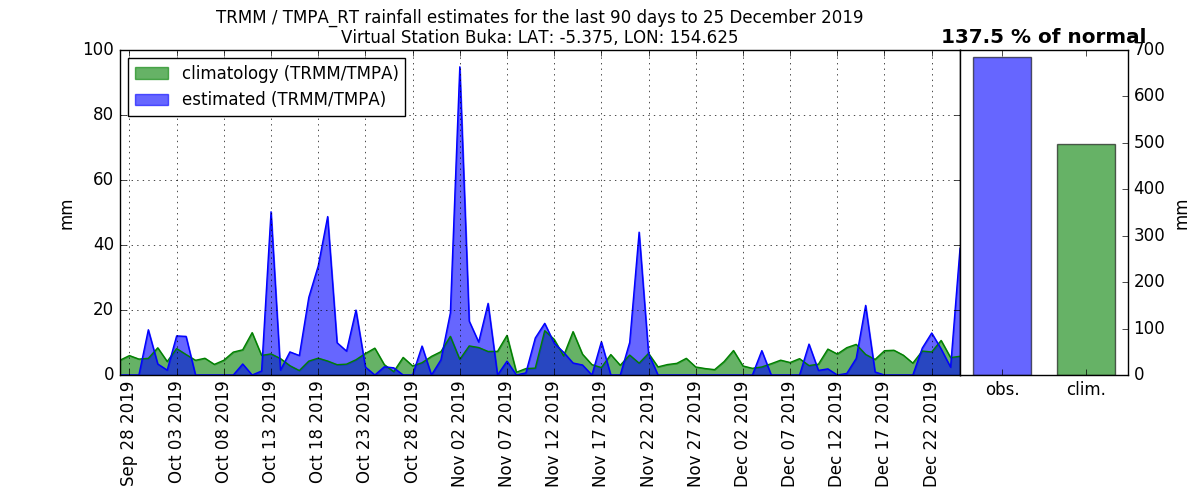 TRMM / TMPA_RT rainfall estimates for the last 90 days to 25 December 2019
Virtual Station Buka: LAT: -5.375, LON: 154.625
137.5 % of normal
climatology (TRMM/TMPA)
estimated (TRMM/TMPA)
mm
100
80
60
40
20
0
Sep 28 2019
Oct 03 2019
Oct 08 2019
Oct 13 2019
Oct 18 2019
Oct 23 2019
Oct 28 2019
Nov 02 2019
Nov 07 2019
Nov 12 2019
Nov 17 2019
Nov 22 2019
Nov 27 2019
Dec 02 2019
Dec 07 2019
Dec 12 2019
Dec 17 2019
Dec 22 2019
obs.
clim.
700
600
500
400
300
200
100
0
mm